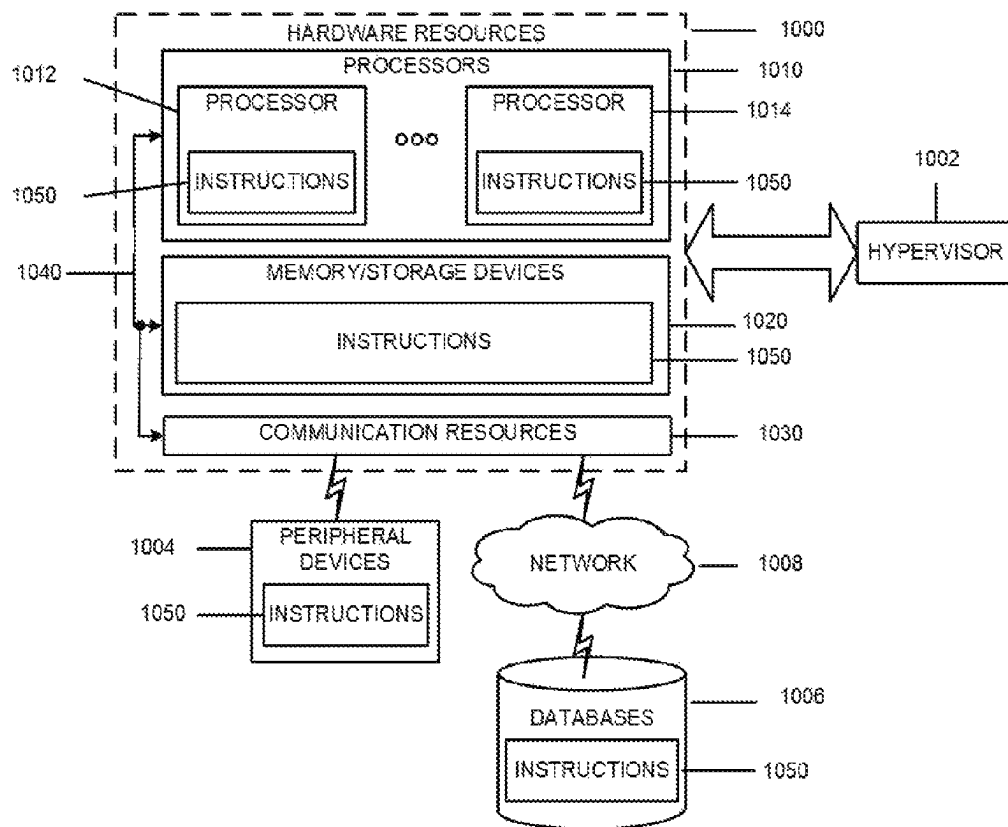 HARDWARE RESOURCES
1000
PROCESSORS
1010
1012
PROCESSOR
PROCESSOR
1014
1050
INSTRUCTIONS
INSTRUCTIONS
1050
1002
HYPERVISOR
1040
MEMORY/STORAGE DEVICES
INSTRUCTIONS
1020
1050
COMMUNICATION RESOURCES
1030
1004
PERIPHERAL
DEVICES
1050
INSTRUCTIONS
NETWORK
1008
DATABASES
1006
INSTRUCTIONS
1050